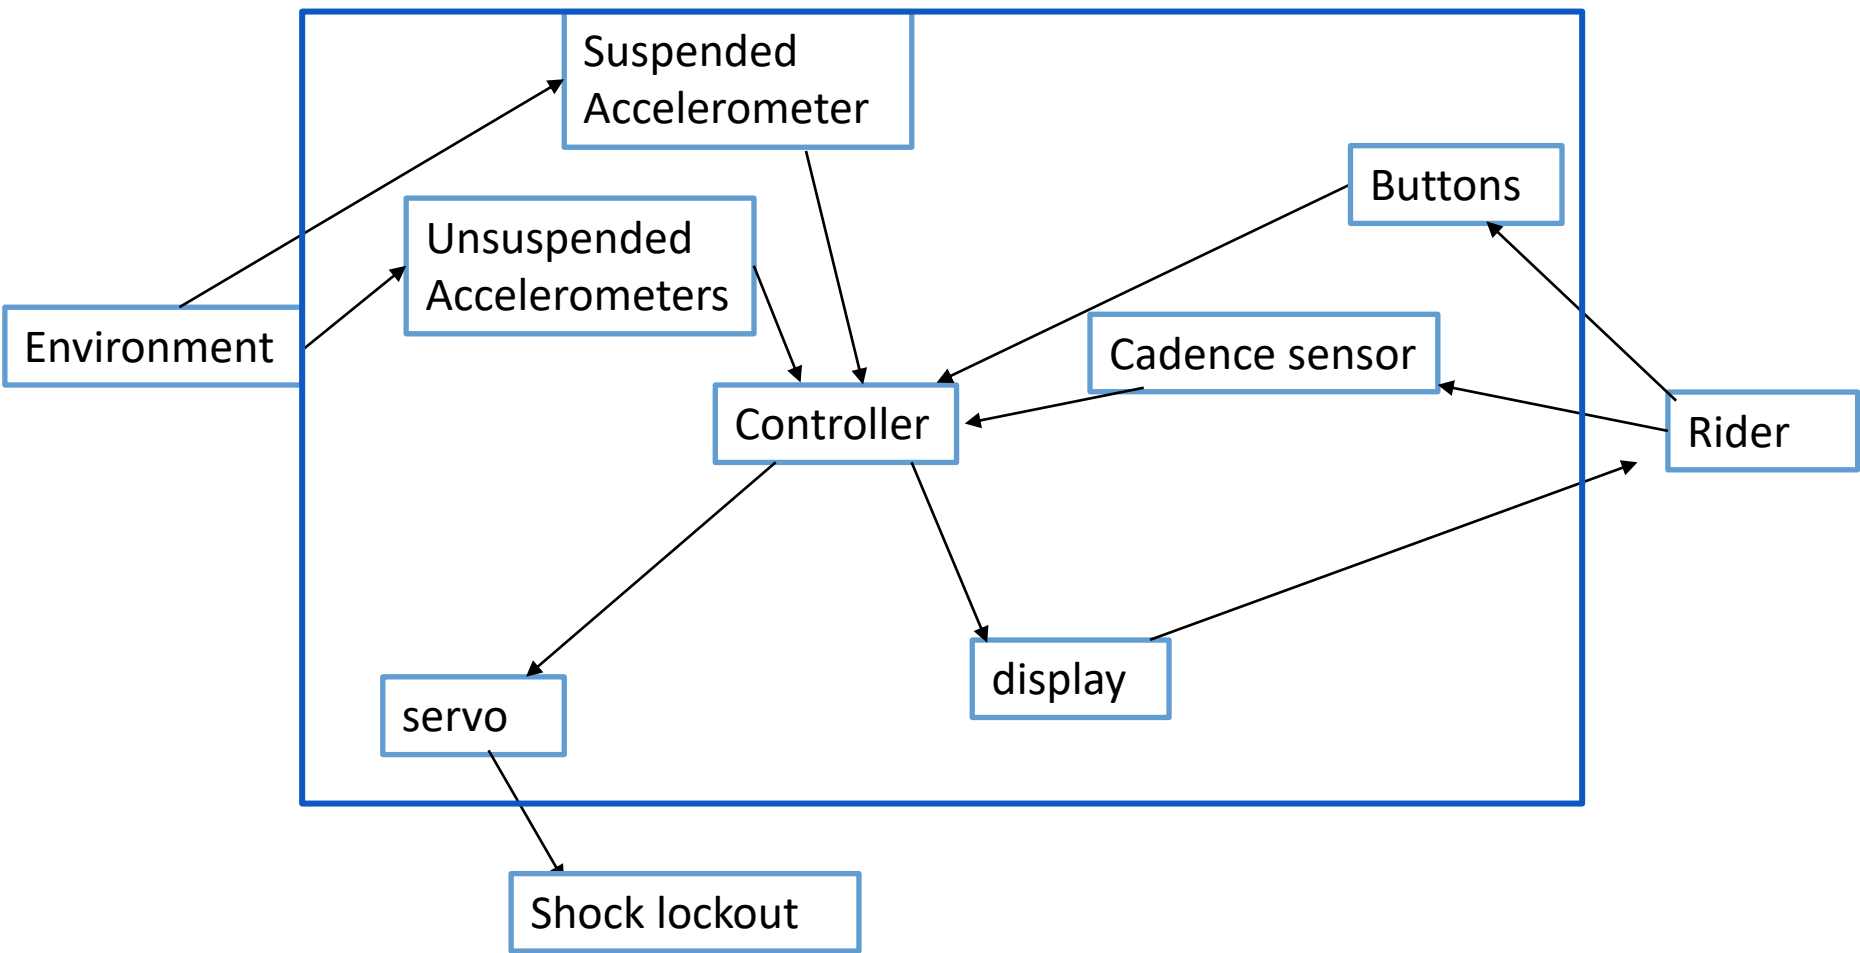 Suspended
Accelerometer
Buttons
Unsuspended
Accelerometers
Environment
Cadence sensor
Controller
Rider
display
servo
Shock lockout